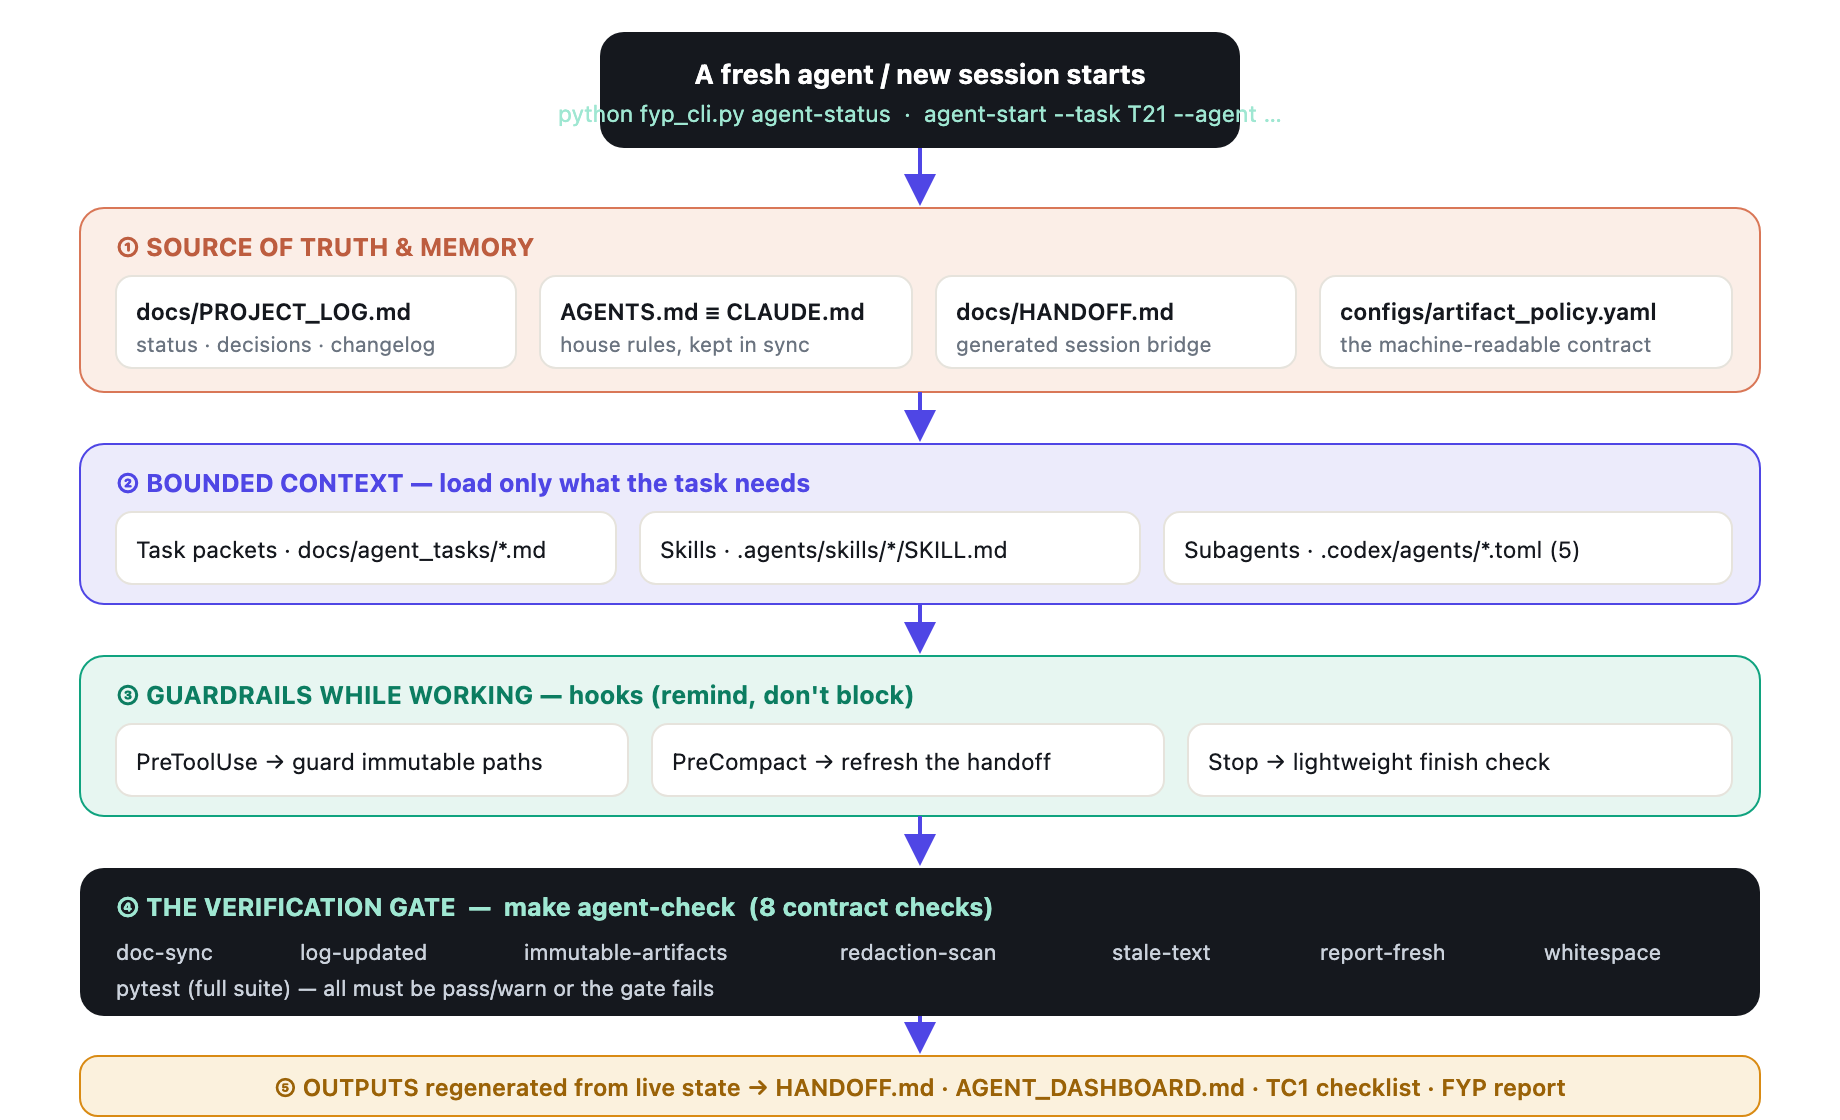 A fresh agent / new session starts
python fyp_cli.py agent-status · agent-start --task T21 --agent ...
① SOURCE OF TRUTH & MEMORY
docs/PROJECT_LOG.md
status · decisions · changelog
AGENTS.md ≡ CLAUDE.md
house rules, kept in sync
docs/HANDOFF.md
generated session bridge
configs/artifact_policy.yaml
the machine-readable contract
② BOUNDED CONTEXT — load only what the task needs
Task packets · docs/agent_tasks/*.md
Skills · .agents/skills/*/SKILL.md
Subagents · .codex/agents/*.toml (5)
③ GUARDRAILS WHILE WORKING — hooks (remind, don't block)
PreToolUse → guard immutable paths
PreCompact → refresh the handoff
Stop → lightweight finish check
④ THE VERIFICATION GATE — make agent-check (8 contract checks)
doc-sync log-updated immutable-artifacts redaction-scan stale-text report-fresh whitespace
pytest (full suite) — all must be pass/warn or the gate fails
⑤ OUTPUTS regenerated from live state → HANDOFF.md · AGENT_DASHBOARD.md · TC1 checklist · FYP report